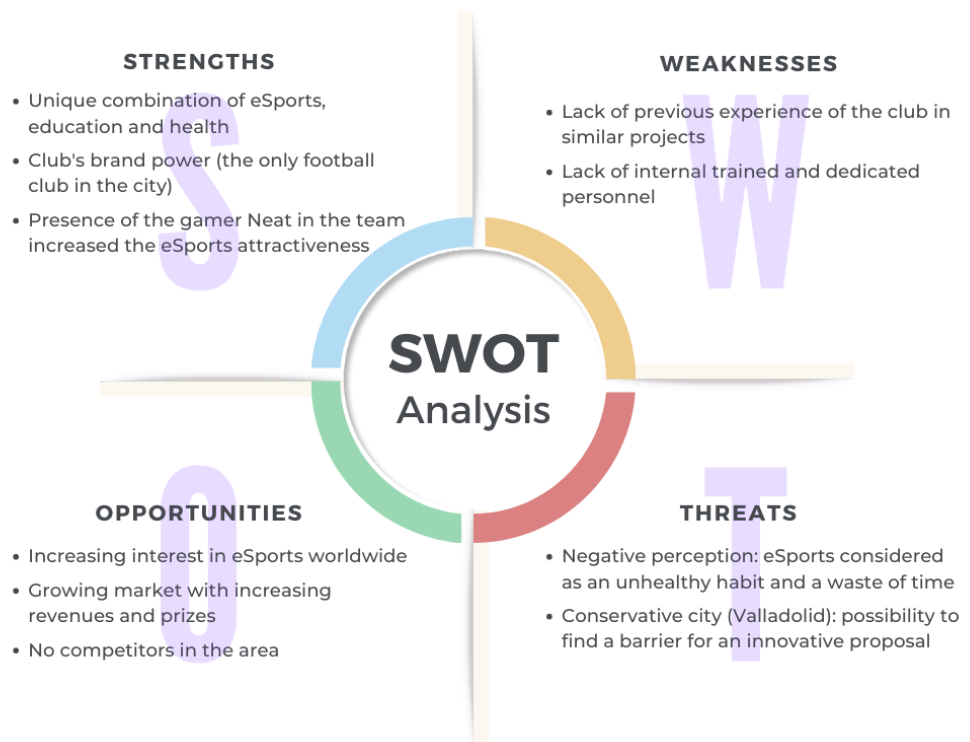 STRENGTHS
• Unique combination of eSports,
education and health
• Club's brand power (the only football
club in the city)
• Presence of the gamer Neat in the team
increased the eSports attractiveness
S
WEAKNESSES
• Lack of previous experience of the club in
similar projects
• Lack of internal trained and dedicated
personnel
W
SWOT
Analysis
OPPORTUNITIES
• Increasing interest in eSports worldwide
• Growing market with increasing
revenues and prizes
• No competitors in the area
O
THREATS
• Negative perception: eSports considered
as an unhealthy habit and a waste of time
• Conservative city (Valladolid): possibility to
find a barrier for an innovative proposal
T